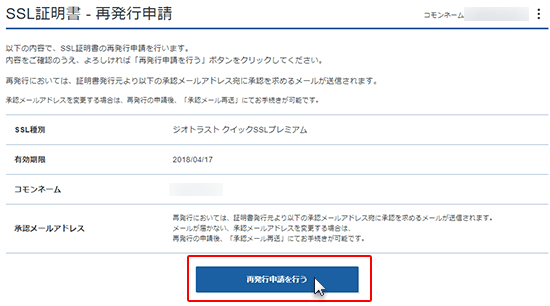 SSL証明書 - 再発行申請
コモンネーム
以下の内容で、SSL証明書の再発行申請を行います。
内容をご確認のうえ、よろしければ「再発行申請を行う」ボタンをクリックしてください。
再発行においては、証明書発行元より以下の承認メールアドレス宛に承認を求めるメールが送信されます。
承認メールアドレスを変更する場合は、再発行の申請後、「承認メール再送」にてお手続きが可能です。
SSL種別 ジオトラスト クイックSSLプレミアム
有効期限 2018/04/17
コモンネーム
承認メールアドレス
再発行においては、証明書発行元より以下の承認メールアドレス宛に承認を求めるメールが送信されます。
メールが届かない、承認メールアドレスを変更する場合は、
再発行の申請後、「承認メール再送」にてお手続きが可能です。
再発行申請を行う